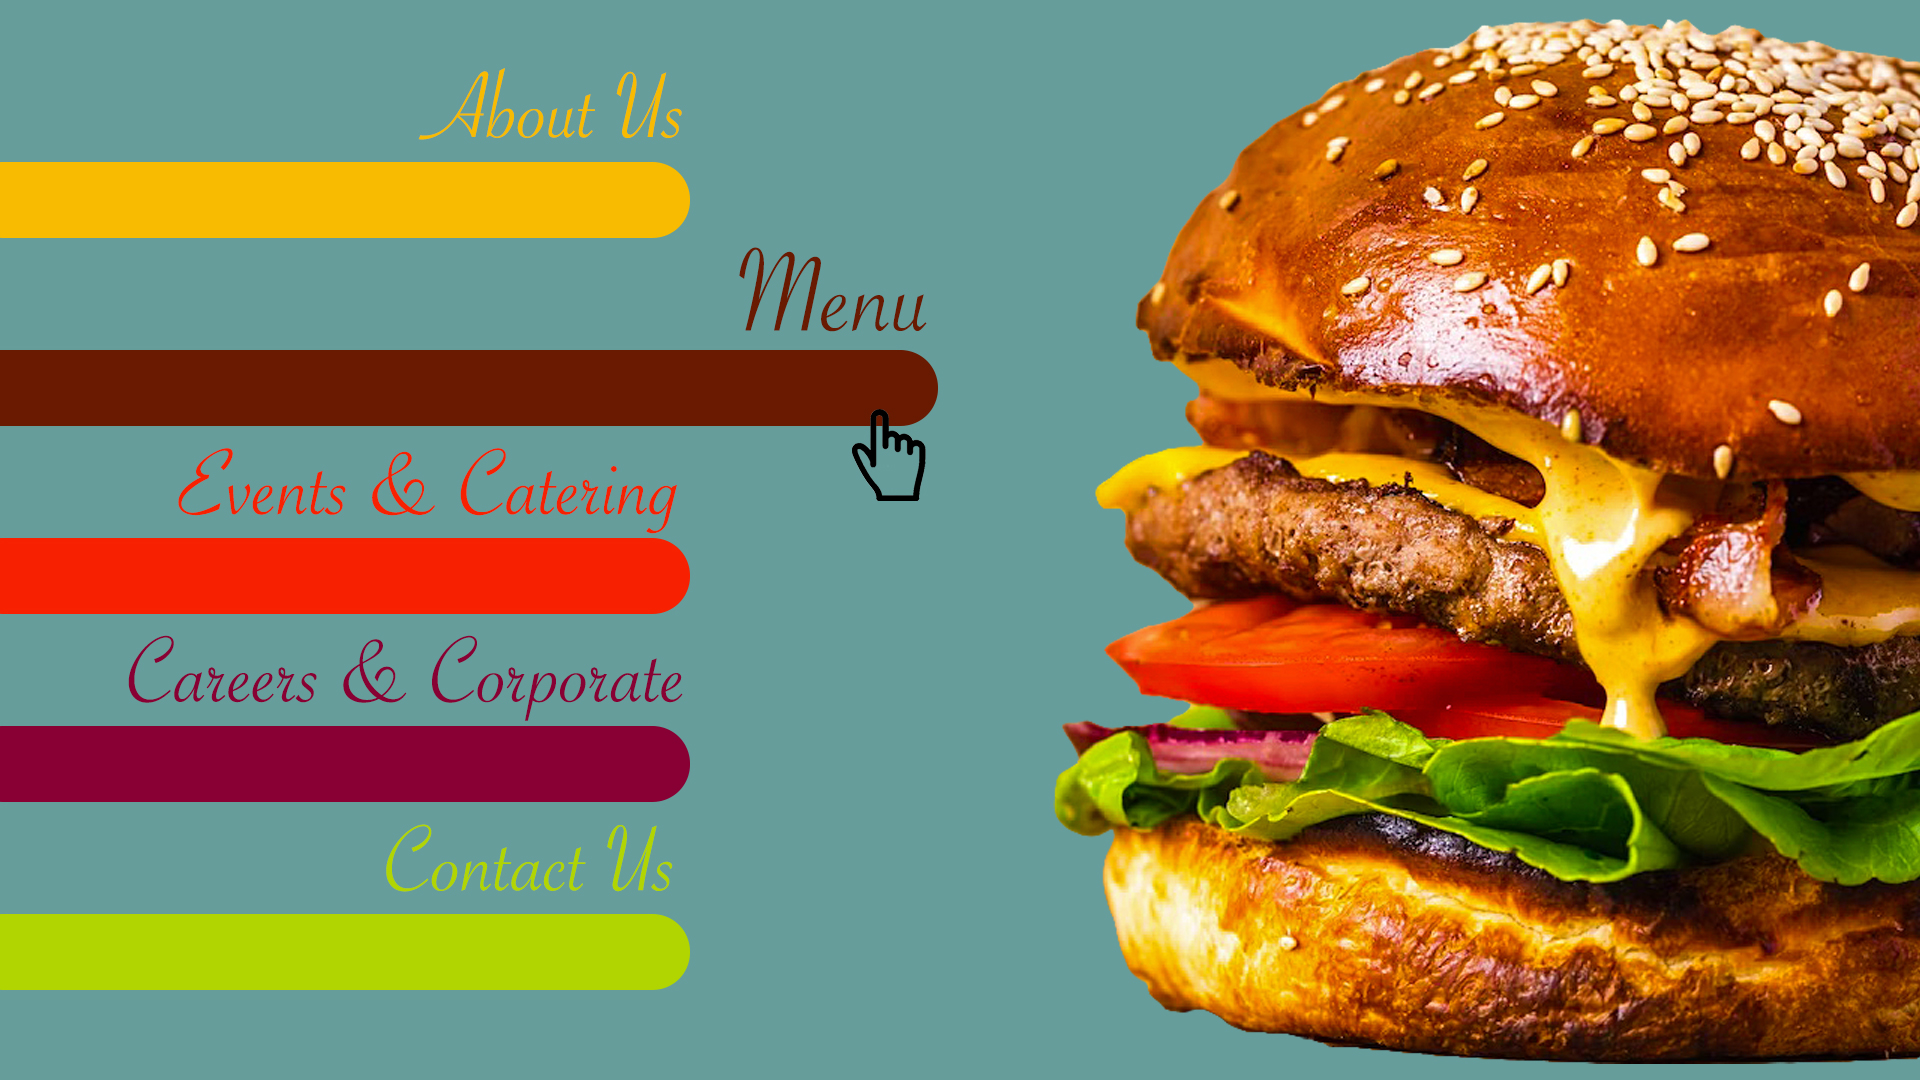 About Us
Menu
Events & Catering
Careers & Corporate
Contact Us